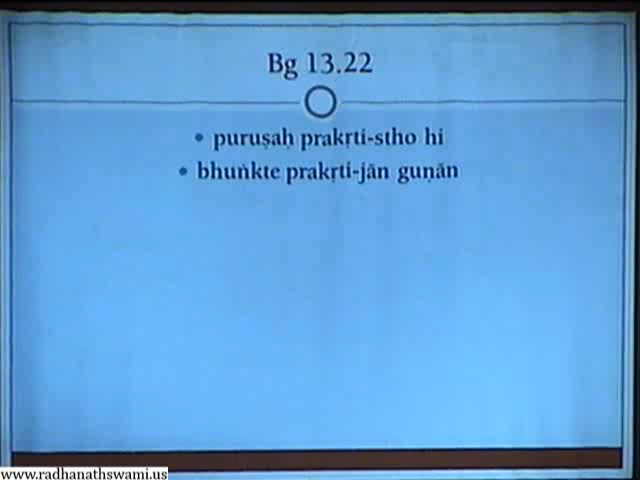 Bg 13.22
• puruṣaḥ prakṛti-stho hi
• bhuṅkte prakṛti-jān guṇān
www.radhanathswami.us